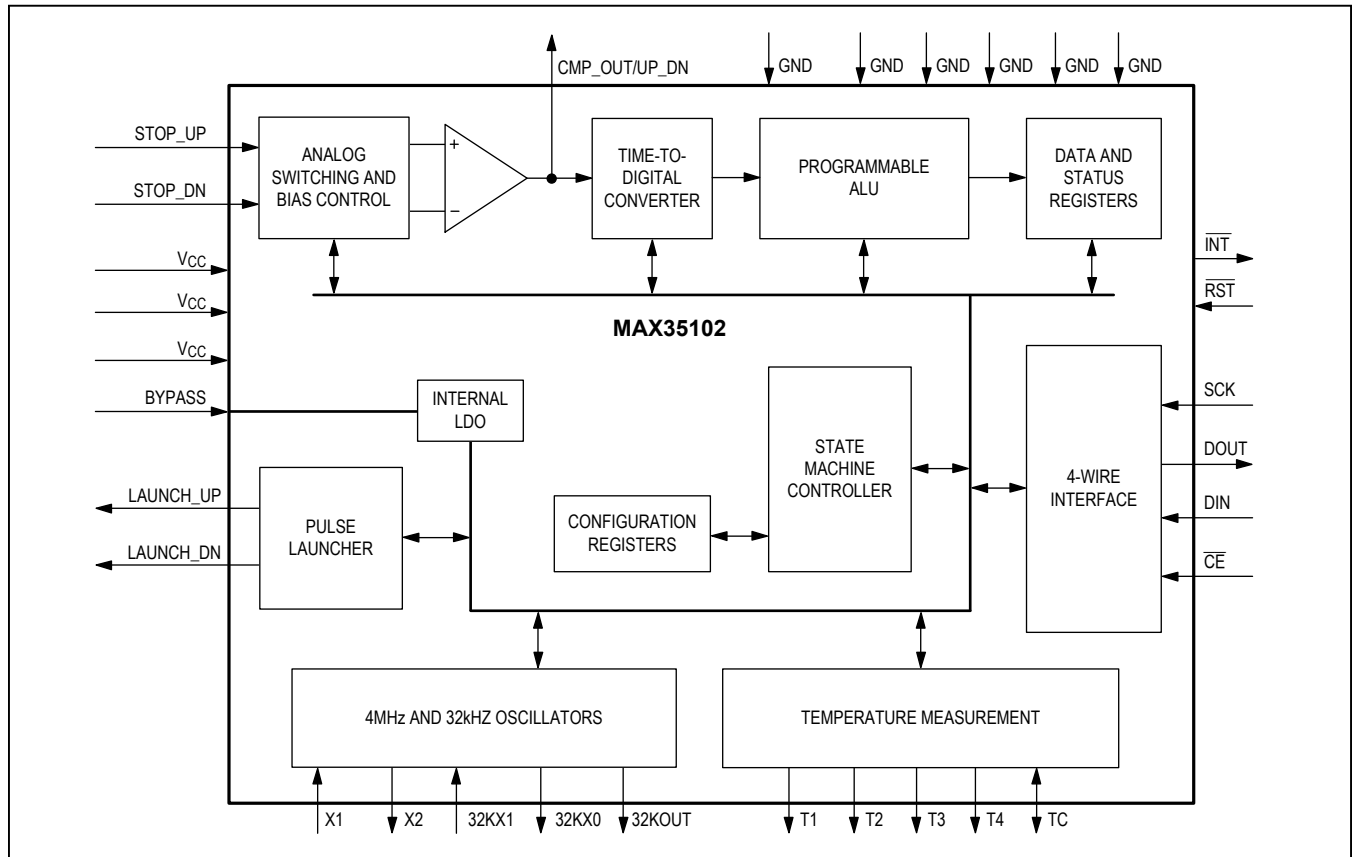 CMP_OUT/UP_DN
GND
GND
GND
GND
GND
GND
STOP_UP
STOP_DN
ANALOG
SWITCHING AND
BIAS CONTROL
+
−
TIME-TO-
DIGITAL
CONVERTER
PROGRAMMABLE
ALU
DATA AND
STATUS
REGISTERS
VCC
VCC
VCC
BYPASS
INT
RST
MAX35102
INTERNAL
LDO
STATE
MACHINE
CONTROLLER
4-WIRE
INTERFACE
SCK
DOUT
DIN
CE
LAUNCH_UP
LAUNCH_DN
PULSE
LAUNCHER
CONFIGURATION
REGISTERS
4MHz AND 32kHZ OSCILLATORS
TEMPERATURE MEASUREMENT
X1
X2
32KX1
32KX0
32KOUT
T1
T2
T3
T4
TC